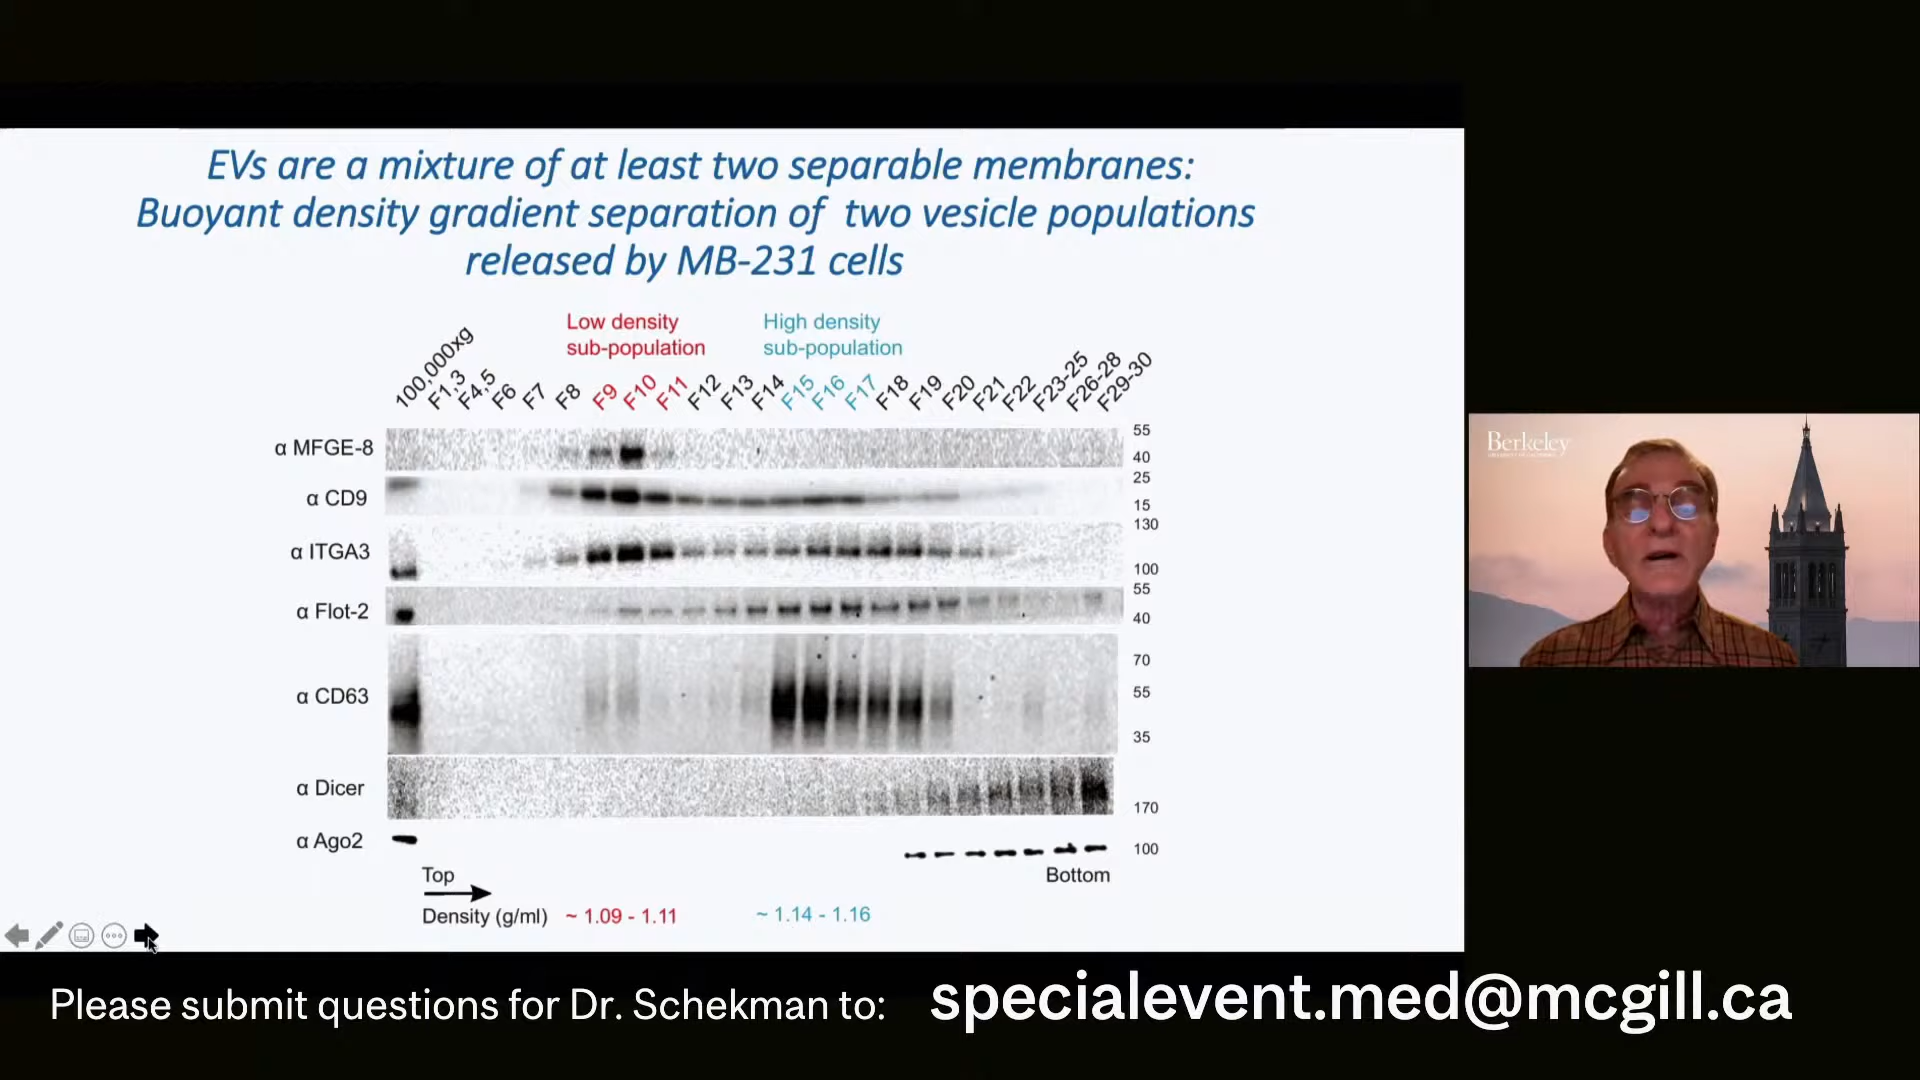 EVs are a mixture of at least two separable membranes:
Buoyant density gradient separation of two vesicle populations
released by MB-231 cells
Low density
sub-population
High density
sub-population
100,000xg F1,3 F4,5 F6 F7 F8 F9 F10 F11 F12 F13 F14 F15 F16 F17 F18 F19 F20 F21 F22 F23-25 F26-28 F29-30
α MFGE-8
55
40
α CD9
25
15
α ITGA3
130
100
α Flot-2
55
40
α CD63
70
55
35
α Dicer
170
α Ago2
100
Top
Bottom
Density (g/ml) ~ 1.09 - 1.11 ~ 1.14 - 1.16
Berkeley
Please submit questions for Dr. Schekman to: specialevent.med@mcgill.ca